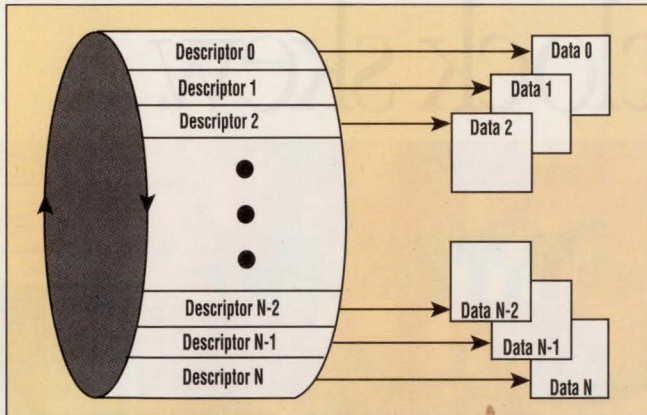 Descriptor 0
Data 0
Descriptor 1
Data 1
Descriptor 2
Data 2
Descriptor N-2
Data N-2
Descriptor N-1
Data N-1
Descriptor N
Data N